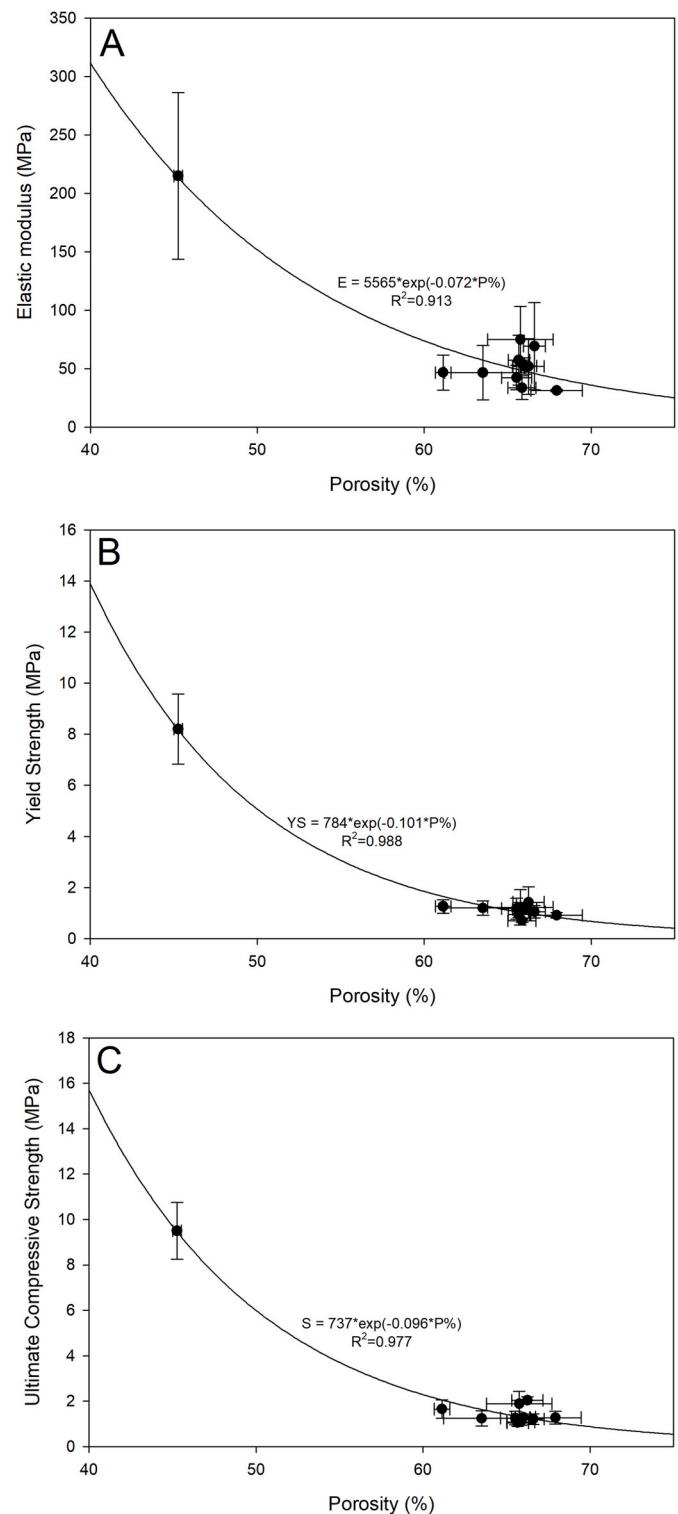 A
350
300
250
200
150
100
50
0
Elastic modulus (MPa)
E = 5565*exp(-0.072*P%)
R²=0.913
40 50 60 70
Porosity (%)
B
16
14
12
10
8
6
4
2
0
Yield Strength (MPa)
YS = 784*exp(-0.101*P%)
R²=0.988
40 50 60 70
Porosity (%)
C
18
16
14
12
10
8
6
4
2
0
Ultimate Compressive Strength (MPa)
S = 737*exp(-0.096*P%)
R²=0.977
40 50 60 70
Porosity (%)